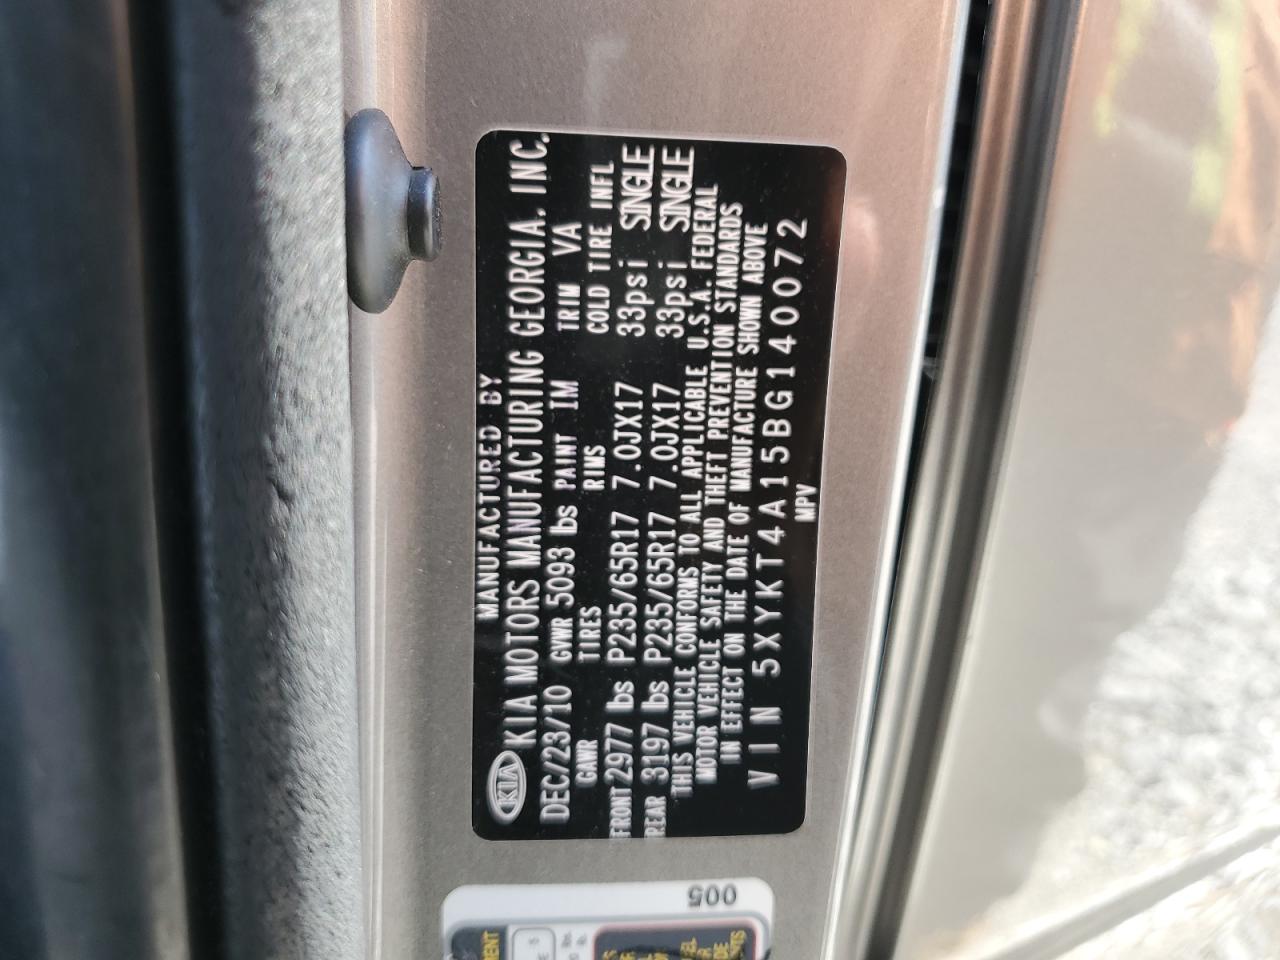 MANUFACTURED BY
KIA KIA MOTORS MANUFACTURING GEORGIA, INC.
DEC/23/10 GVWR 5093 lbs PAINT IM TRIM VA
GAWR TIRES RIMS COLD TIRE INFL
FRONT 2977 lbs P235/65R17 7.0JX17 33psi SINGLE
REAR 3197 lbs P235/65R17 7.0JX17 33psi SINGLE
THIS VEHICLE CONFORMS TO ALL APPLICABLE U.S.A. FEDERAL
MOTOR VEHICLE SAFETY AND THEFT PREVENTION STANDARDS
IN EFFECT ON THE DATE OF MANUFACTURE SHOWN ABOVE
VIN 5XYKT4A15BG140072
MPV
005